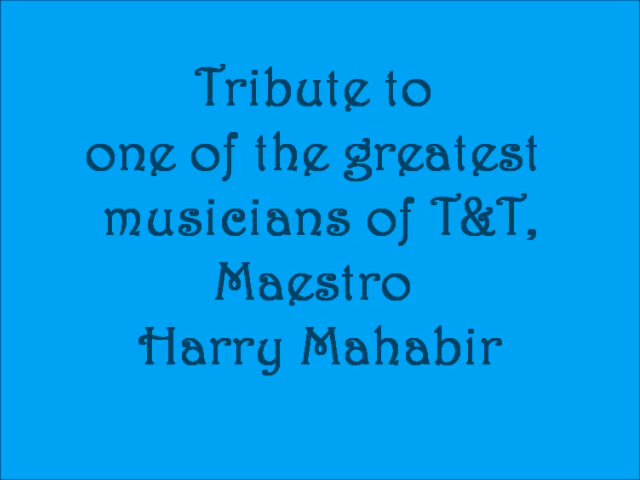 Tribute to
one of the greatest
musicians of T&T,
Maestro
Harry Mahabir